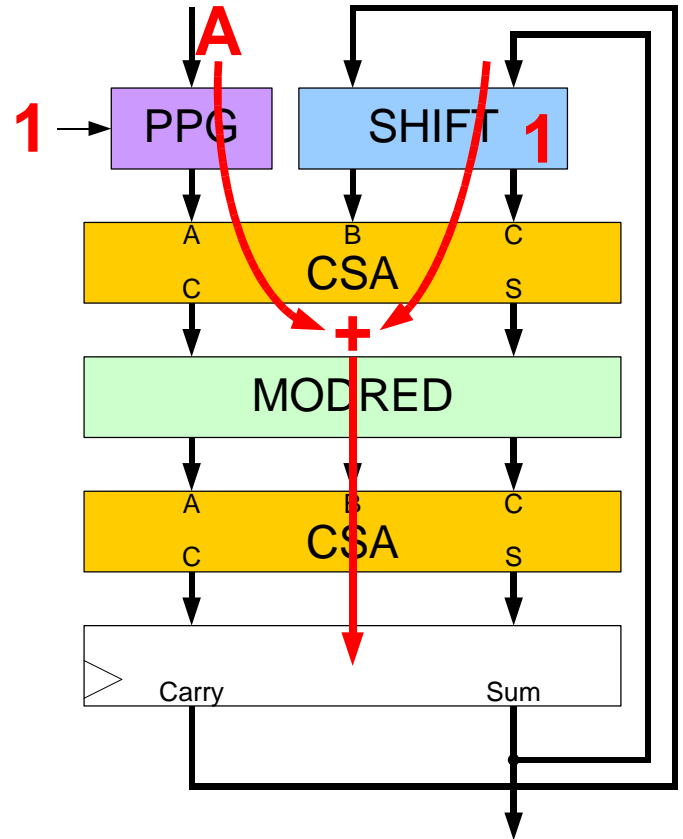 A
1 PPG SHIFT 1
A B C
CSA
C S
+
MODRED
A B C
CSA
C S
Carry Sum